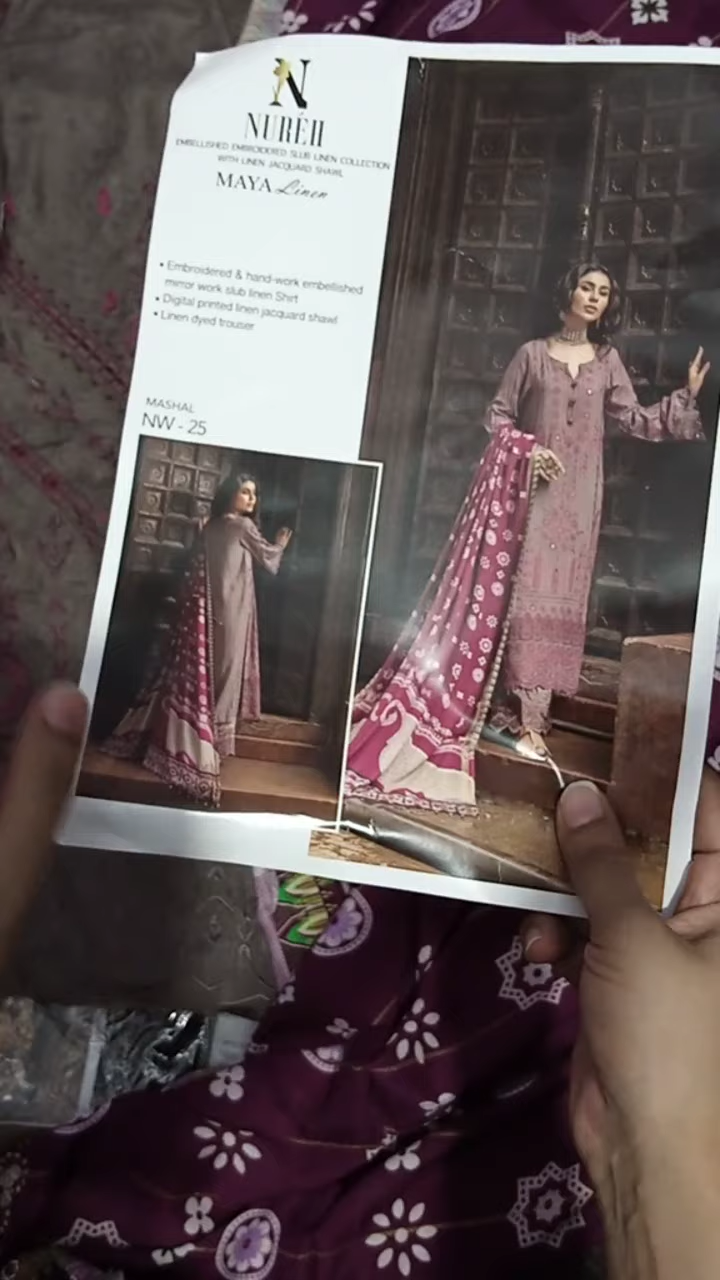 N
NURÉH
EMBELLISHED EMBROIDERED SLUB LINEN COLLECTION
WITH LINEN JACQUARD SHAWL
MAYA Linen
• Embroidered & hand-work embellished
mirror work slub linen Shirt
• Digital printed linen jacquard shawl
• Linen dyed trouser
MASHAL
NW - 25